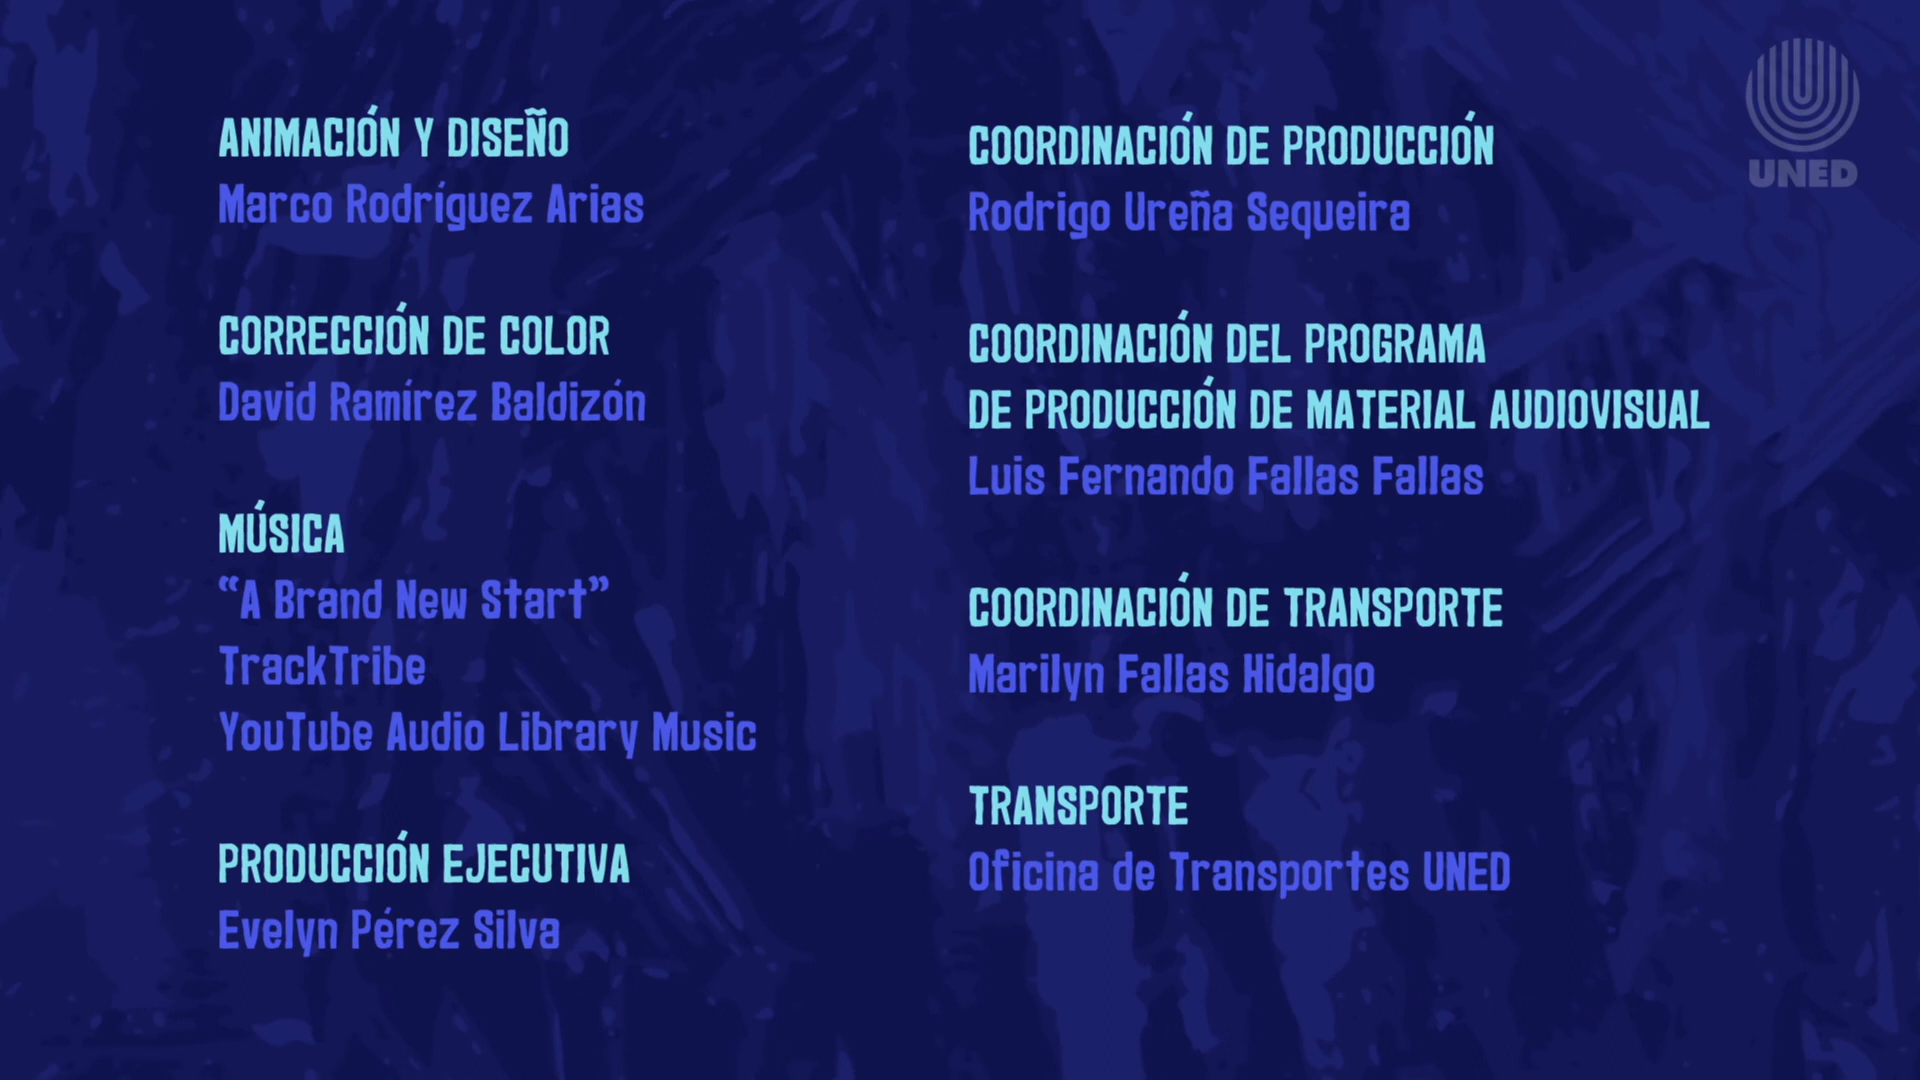 ANIMACIÓN Y DISEÑO
Marco Rodríguez Arias
CORRECCIÓN DE COLOR
David Ramírez Baldizón
MÚSICA
“A Brand New Start”
TrackTribe
YouTube Audio Library Music
PRODUCCIÓN EJECUTIVA
Evelyn Pérez Silva
COORDINACIÓN DE PRODUCCIÓN
Rodrigo Ureña Sequeira
COORDINACIÓN DEL PROGRAMA
DE PRODUCCIÓN DE MATERIAL AUDIOVISUAL
Luis Fernando Fallas Fallas
COORDINACIÓN DE TRANSPORTE
Marilyn Fallas Hidalgo
TRANSPORTE
Oficina de Transportes UNED
UNED